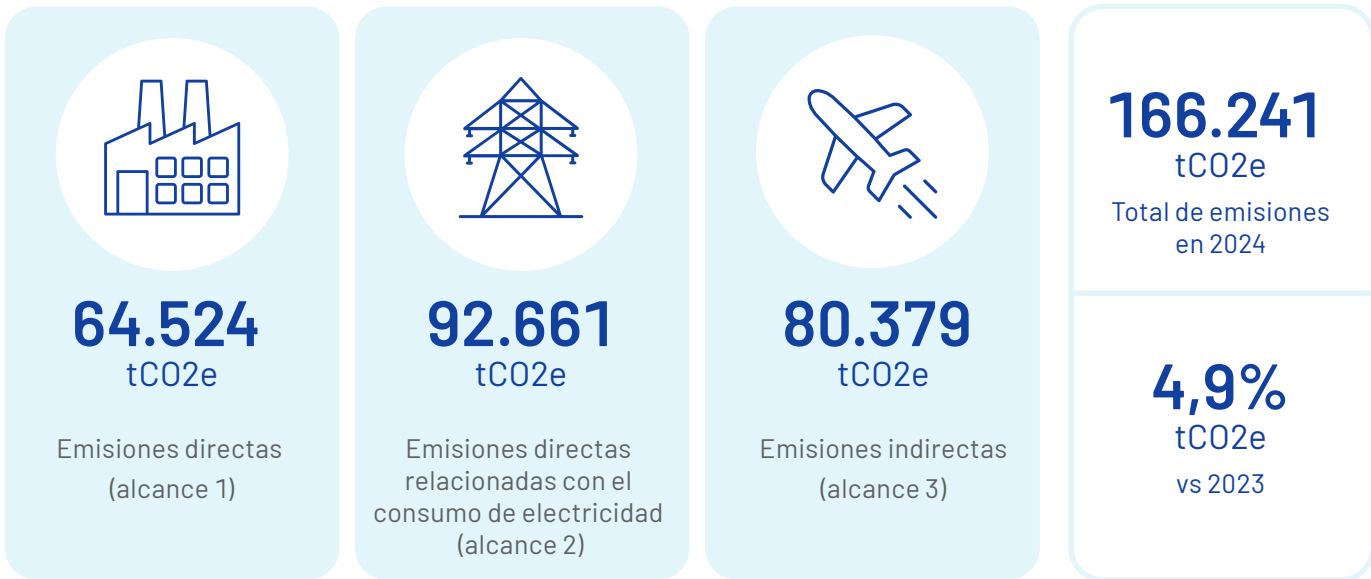 64.524
tCO2e
Emisiones directas
(alcance 1)
92.661
tCO2e
Emisiones directas
relacionadas con el
consumo de electricidad
(alcance 2)
80.379
tCO2e
Emisiones indirectas
(alcance 3)
166.241
tCO2e
Total de emisiones
en 2024
4,9%
tCO2e
vs 2023